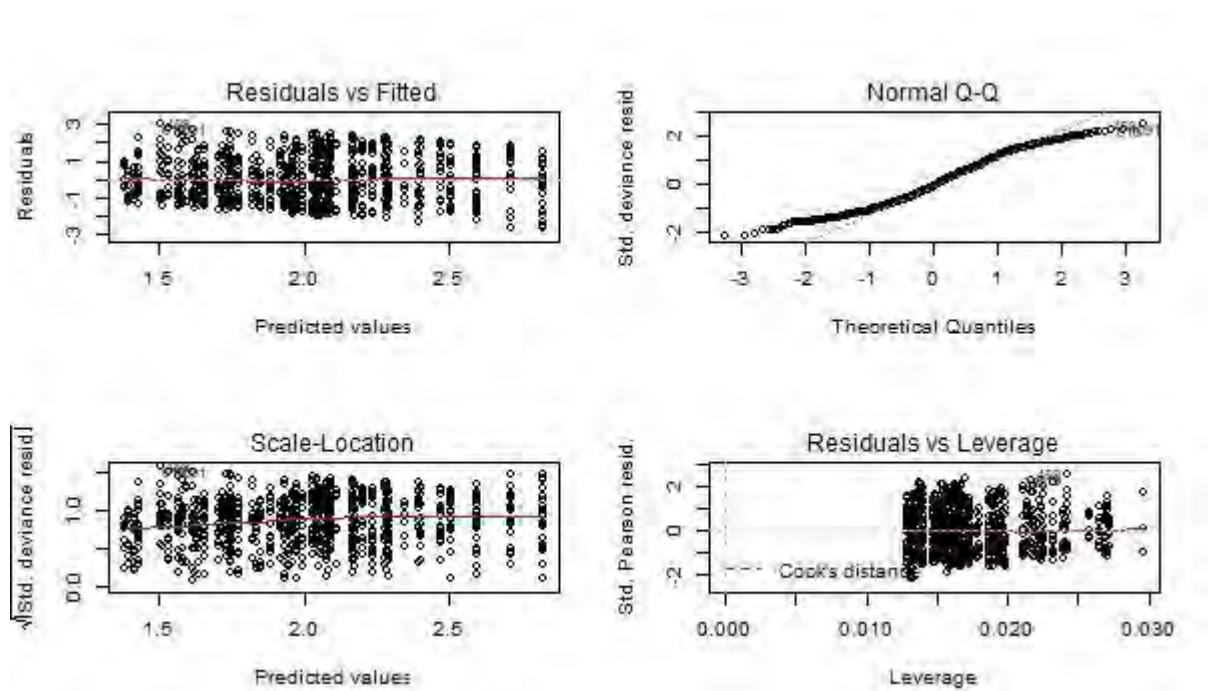 Residuals vs Fitted
Residuals
3
1
-1
-3
1.5 2.0 2.5
Predicted values
Normal Q-Q
Std. deviance resid.
2
0
-2
-3 -2 -1 0 1 2 3
Theoretical Quantiles
Scale-Location
√|Std. deviance resid.|
1.0
0.0
1.5 2.0 2.5
Predicted values
Residuals vs Leverage
Std. Pearson resid.
2
0
-2
Cook's distanc
0.000 0.010 0.020 0.030
Leverage